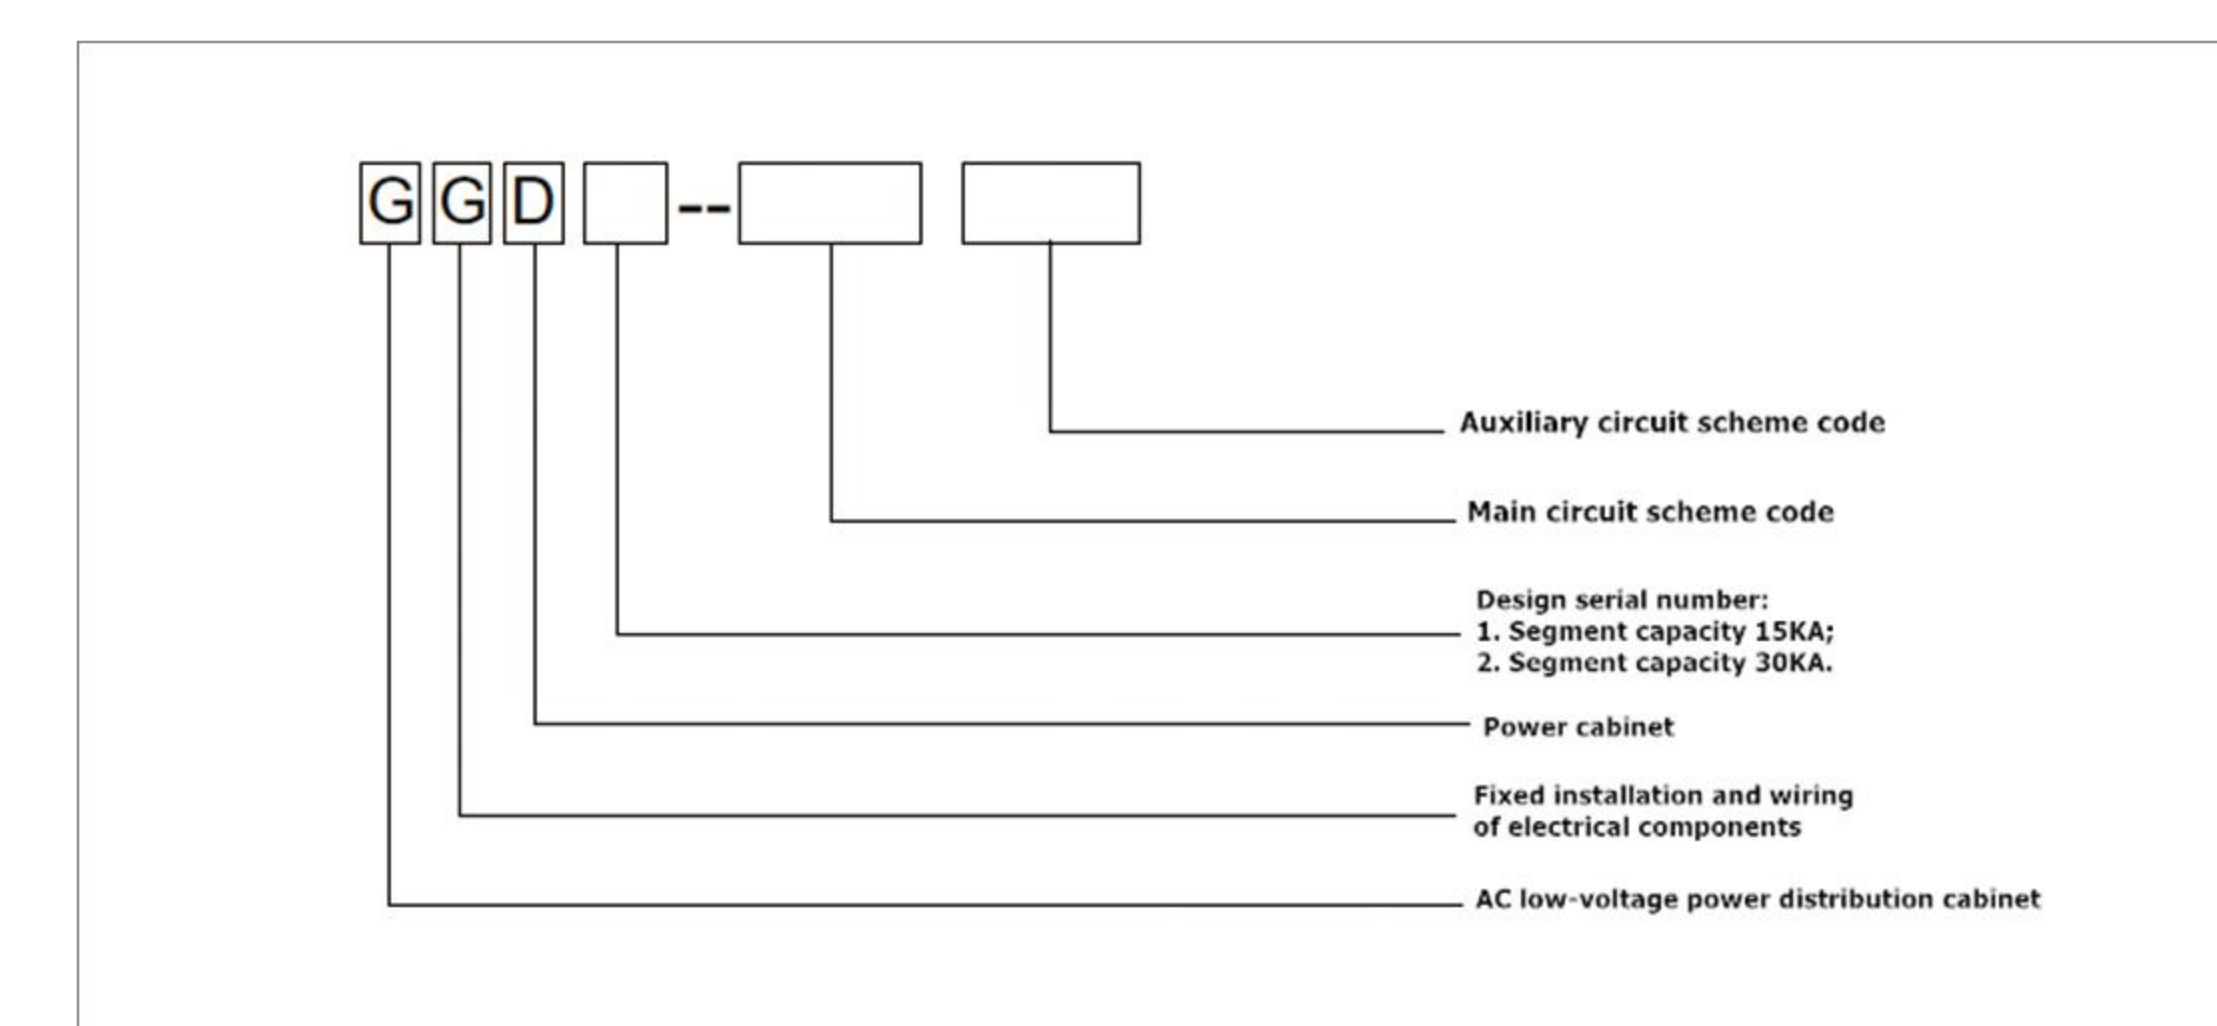 G G D --
Auxiliary circuit scheme code
Main circuit scheme code
Design serial number:
1. Segment capacity 15KA;
2. Segment capacity 30KA.
Power cabinet
Fixed installation and wiring
of electrical components
AC low-voltage power distribution cabinet